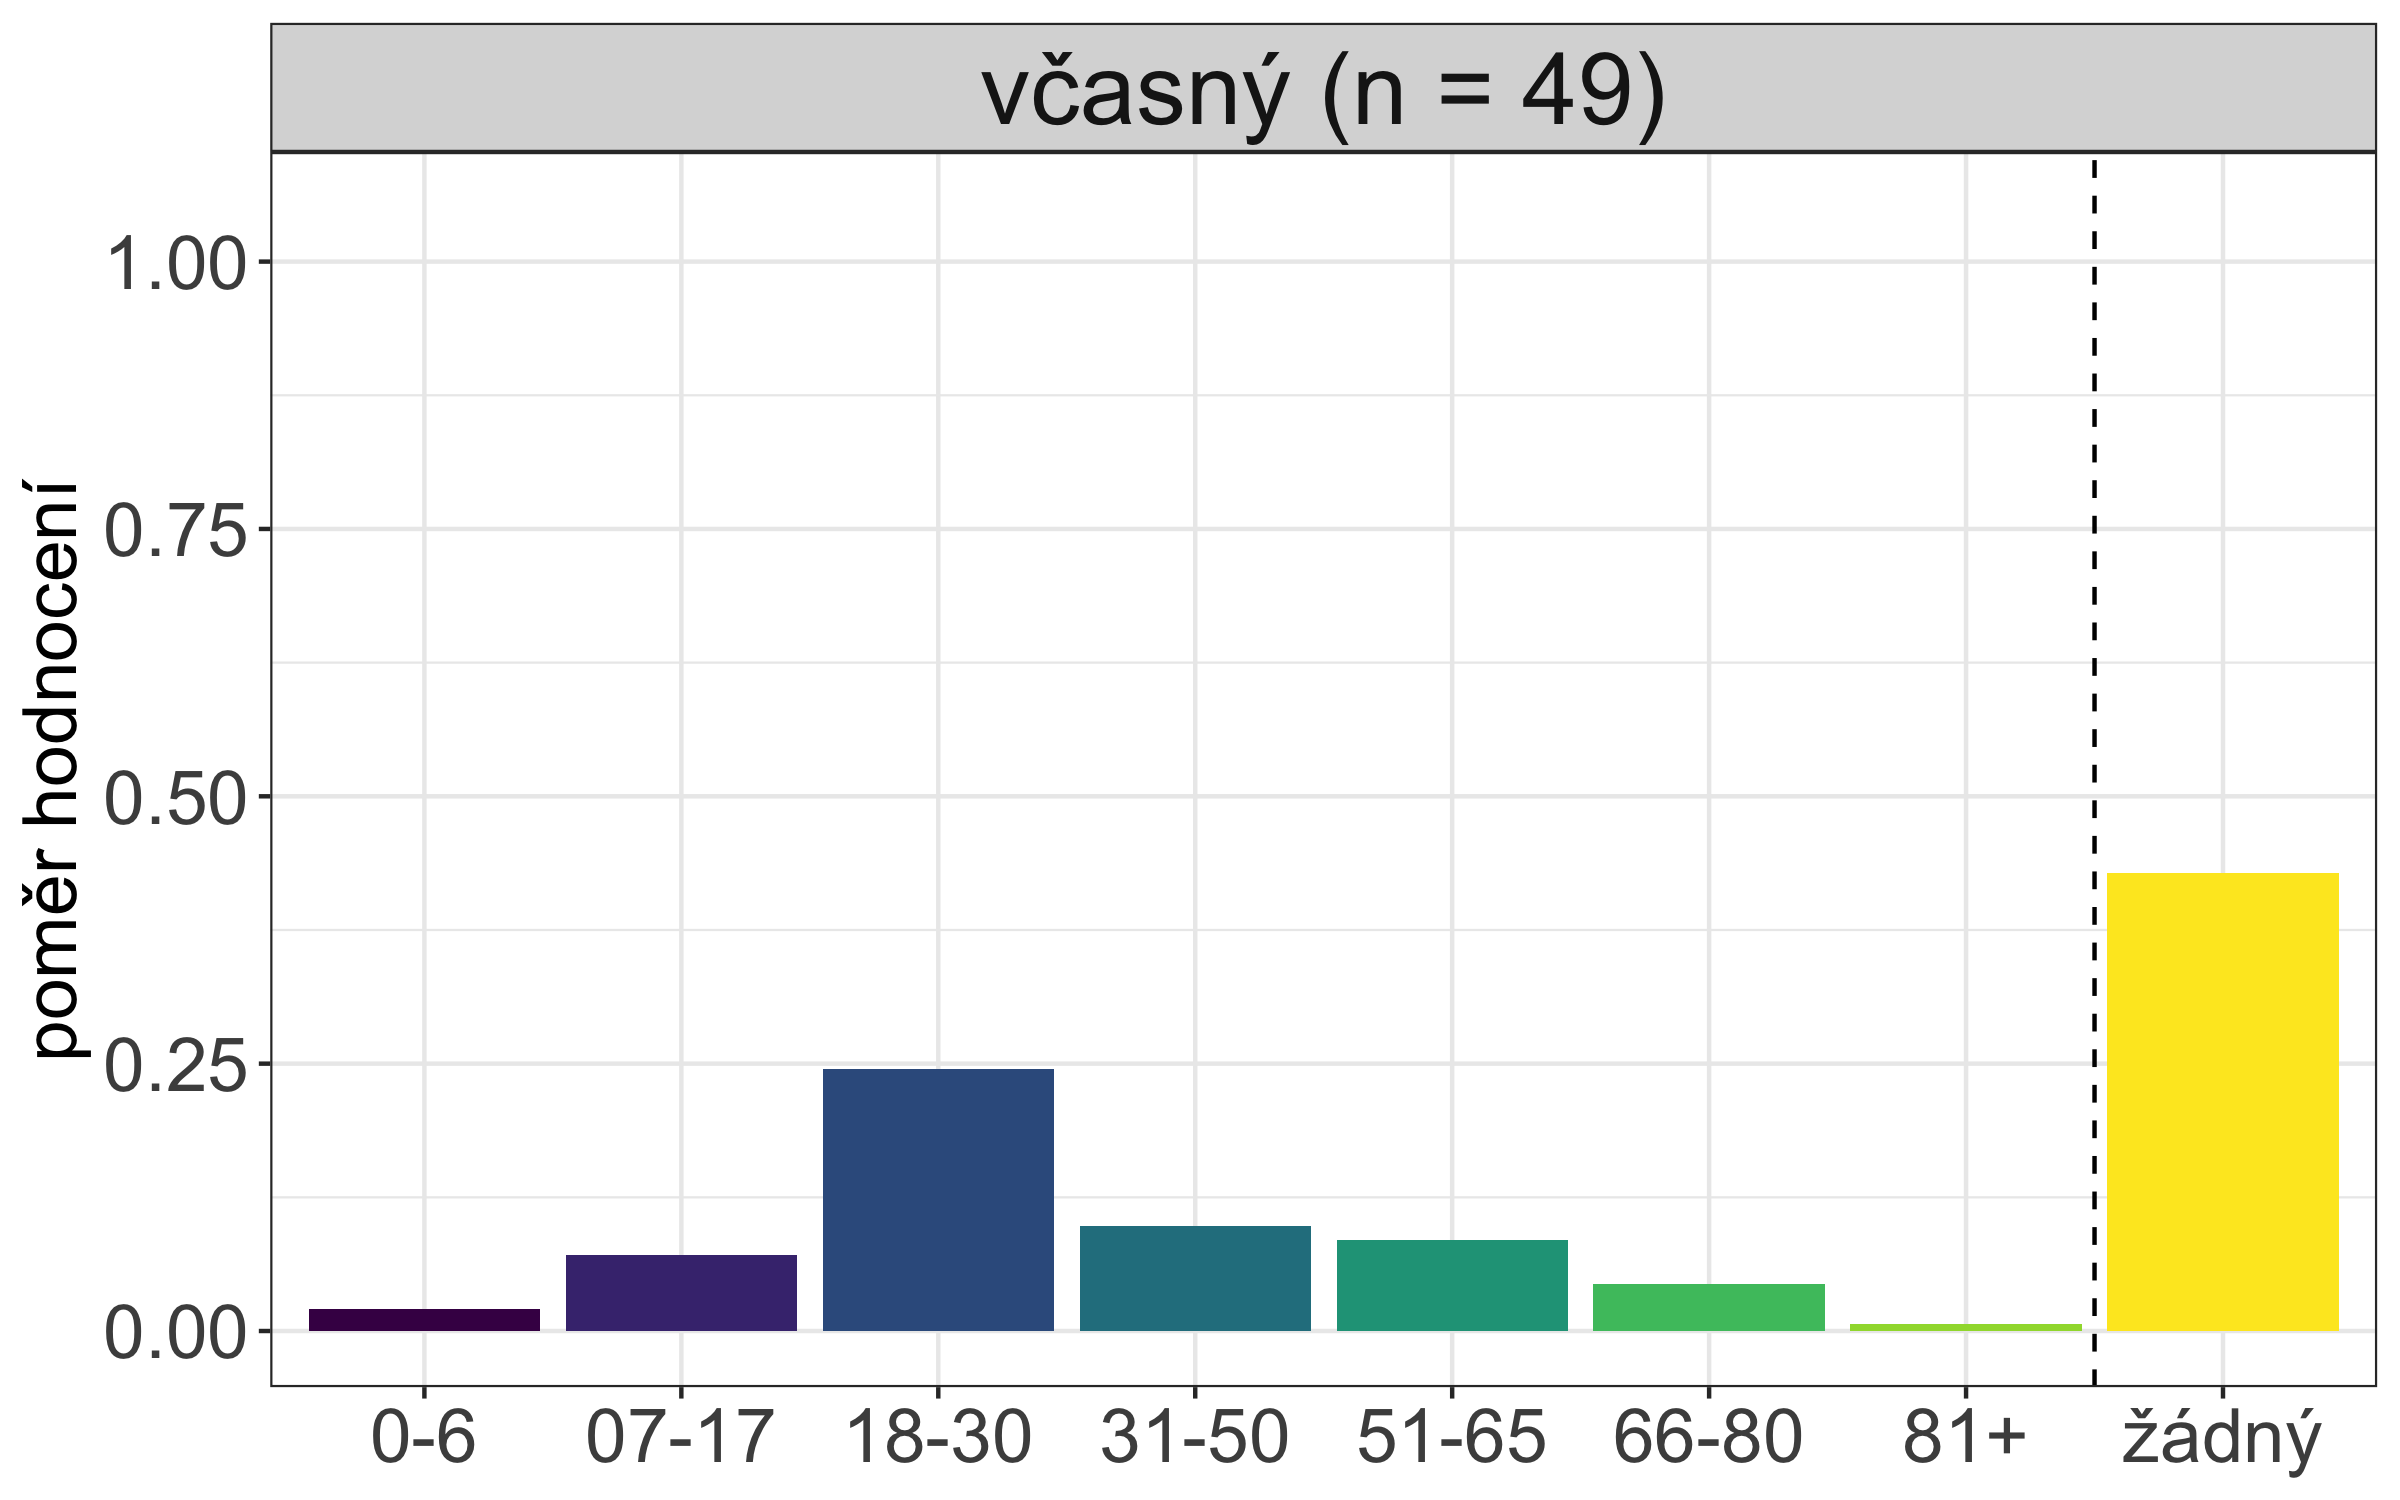 včasný (n = 49)
poměr hodnocení
1.00
0.75
0.50
0.25
0.00
0-6 07-17 18-30 31-50 51-65 66-80 81+ žádný